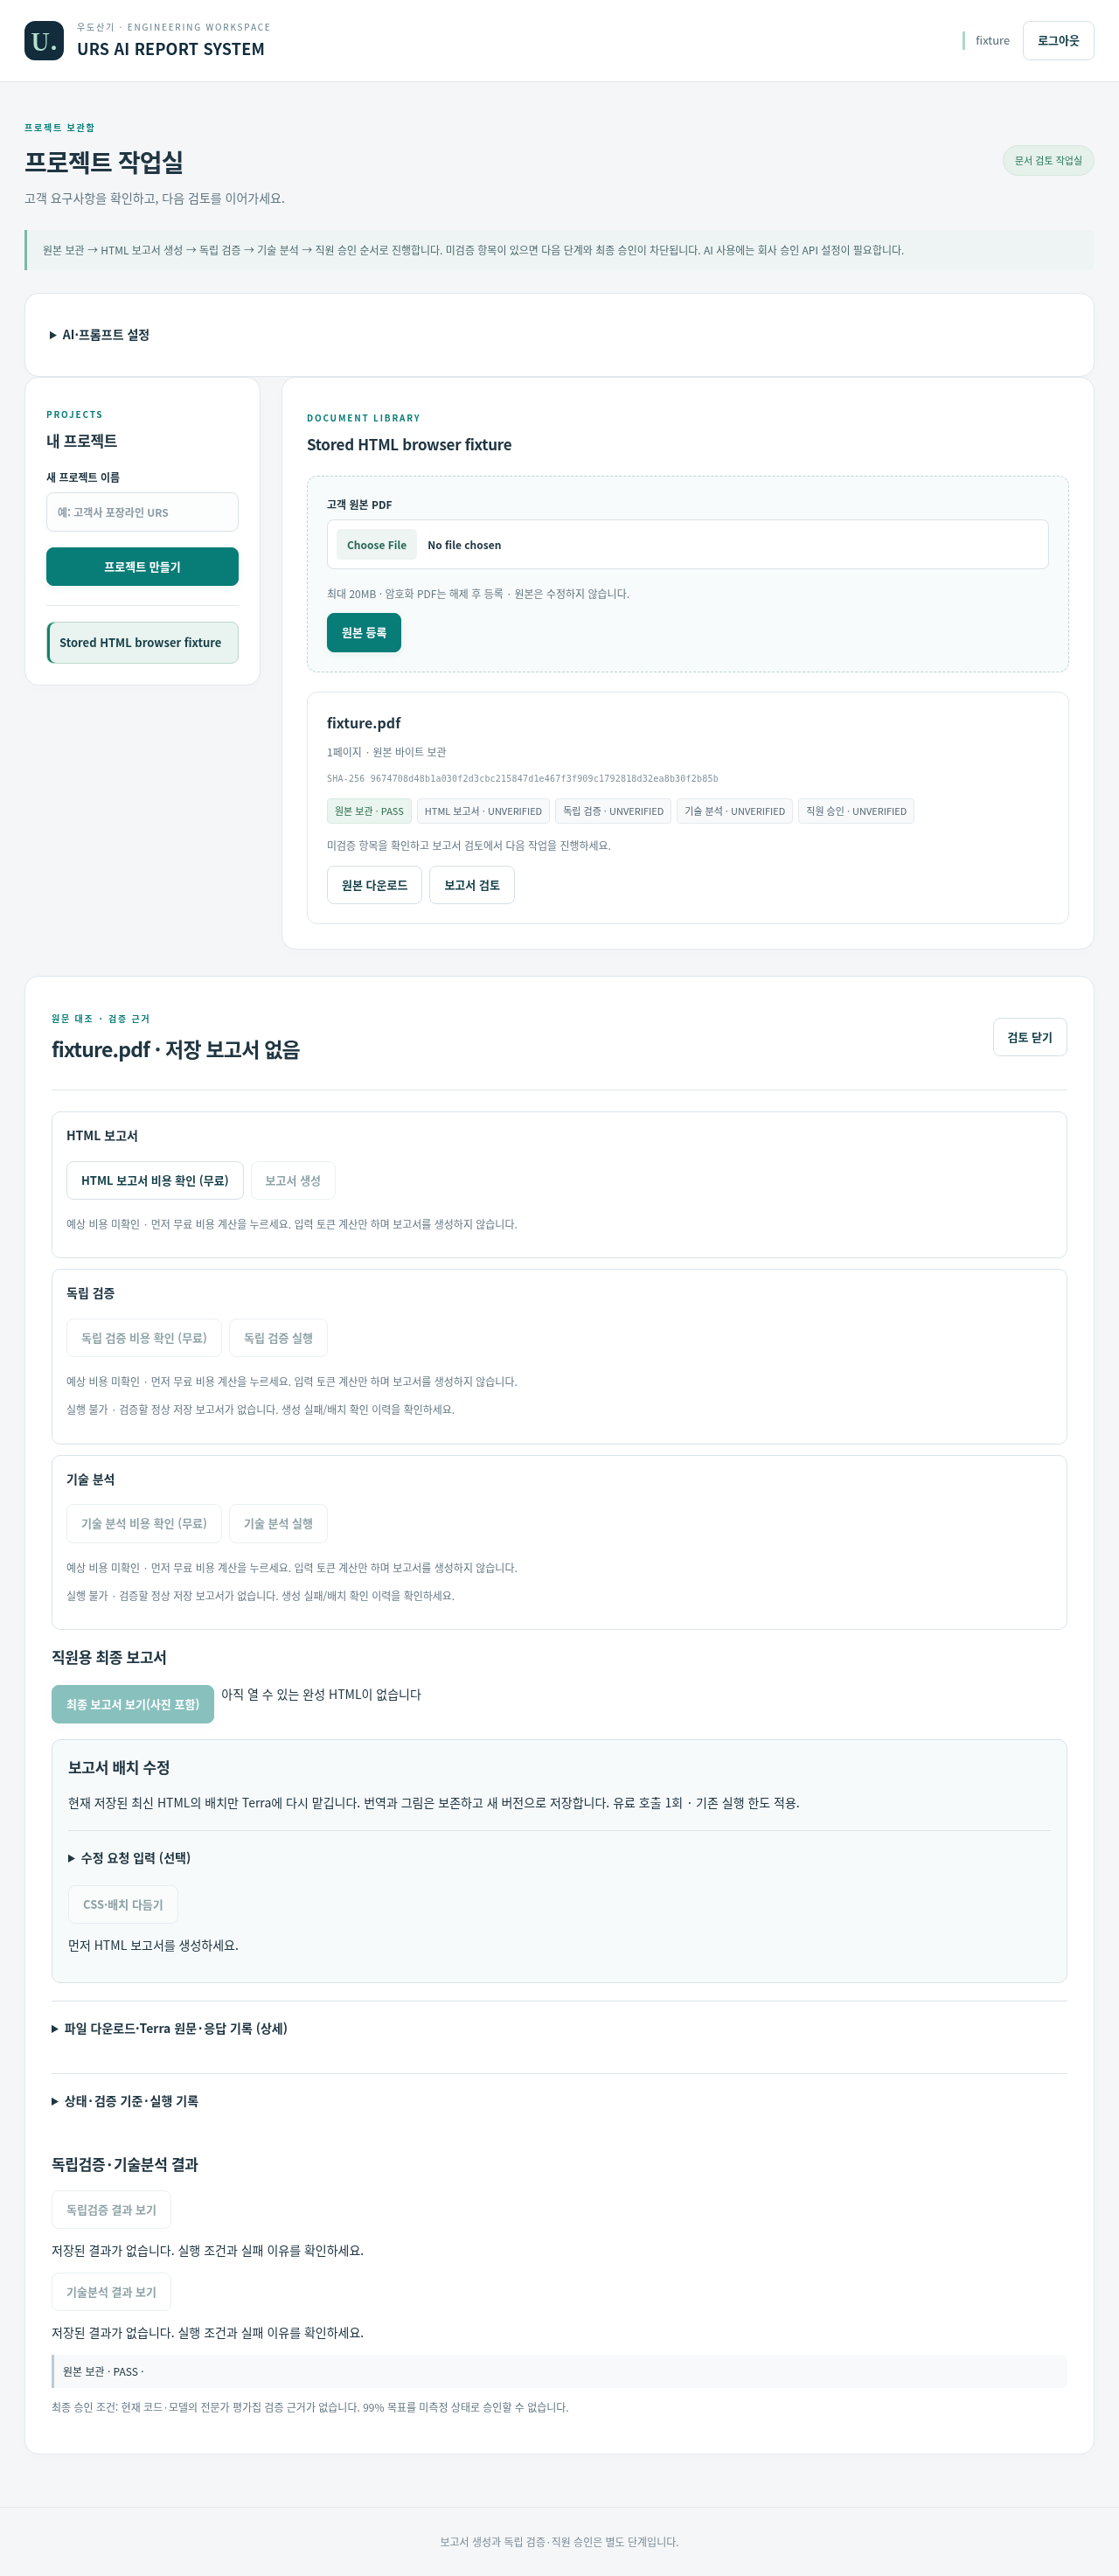 U.
우도산기 · ENGINEERING WORKSPACE
URS AI REPORT SYSTEM
fixture
로그아웃
프로젝트 보관함
프로젝트 작업실
문서 검토 작업실
고객 요구사항을 확인하고, 다음 검토를 이어가세요.
원본 보관 → HTML 보고서 생성 → 독립 검증 → 기술 분석 → 직원 승인 순서로 진행합니다. 미검증 항목이 있으면 다음 단계와 최종 승인이 차단됩니다. AI 사용에는 회사 승인 API 설정이 필요합니다.
▶ AI·프롬프트 설정
PROJECTS
내 프로젝트
새 프로젝트 이름
예: 고객사 포장라인 URS
프로젝트 만들기
Stored HTML browser fixture
DOCUMENT LIBRARY
Stored HTML browser fixture
고객 원본 PDF
Choose File No file chosen
최대 20MB · 암호화 PDF는 해제 후 등록 · 원본은 수정하지 않습니다.
원본 등록
fixture.pdf
1페이지 · 원본 바이트 보관
SHA-256 9674708d48b1a030f2d3cbc215847d1e467f3f909c1792818d32ea8b30f2b85b
원본 보관 · PASS
HTML 보고서 · UNVERIFIED
독립 검증 · UNVERIFIED
기술 분석 · UNVERIFIED
직원 승인 · UNVERIFIED
미검증 항목을 확인하고 보고서 검토에서 다음 작업을 진행하세요.
원본 다운로드
보고서 검토
원문 대조 · 검증 근거
fixture.pdf · 저장 보고서 없음
검토 닫기
HTML 보고서
HTML 보고서 비용 확인 (무료)
보고서 생성
예상 비용 미확인 · 먼저 무료 비용 계산을 누르세요. 입력 토큰 계산만 하며 보고서를 생성하지 않습니다.
독립 검증
독립 검증 비용 확인 (무료)
독립 검증 실행
예상 비용 미확인 · 먼저 무료 비용 계산을 누르세요. 입력 토큰 계산만 하며 보고서를 생성하지 않습니다.
실행 불가 · 검증할 정상 저장 보고서가 없습니다. 생성 실패/배치 확인 이력을 확인하세요.
기술 분석
기술 분석 비용 확인 (무료)
기술 분석 실행
예상 비용 미확인 · 먼저 무료 비용 계산을 누르세요. 입력 토큰 계산만 하며 보고서를 생성하지 않습니다.
실행 불가 · 검증할 정상 저장 보고서가 없습니다. 생성 실패/배치 확인 이력을 확인하세요.
직원용 최종 보고서
최종 보고서 보기(사진 포함)
아직 열 수 있는 완성 HTML이 없습니다
보고서 배치 수정
현재 저장된 최신 HTML의 배치만 Terra에 다시 맡깁니다. 번역과 그림은 보존하고 새 버전으로 저장합니다. 유료 호출 1회 · 기존 실행 한도 적용.
▶ 수정 요청 입력 (선택)
CSS·배치 다듬기
먼저 HTML 보고서를 생성하세요.
▶ 파일 다운로드·Terra 원문·응답 기록 (상세)
▶ 상태·검증 기준·실행 기록
독립검증·기술분석 결과
독립검증 결과 보기
저장된 결과가 없습니다. 실행 조건과 실패 이유를 확인하세요.
기술분석 결과 보기
저장된 결과가 없습니다. 실행 조건과 실패 이유를 확인하세요.
원본 보관 · PASS ·
최종 승인 조건: 현재 코드·모델의 전문가 평가집 검증 근거가 없습니다. 99% 목표를 미측정 상태로 승인할 수 없습니다.
보고서 생성과 독립 검증·직원 승인은 별도 단계입니다.